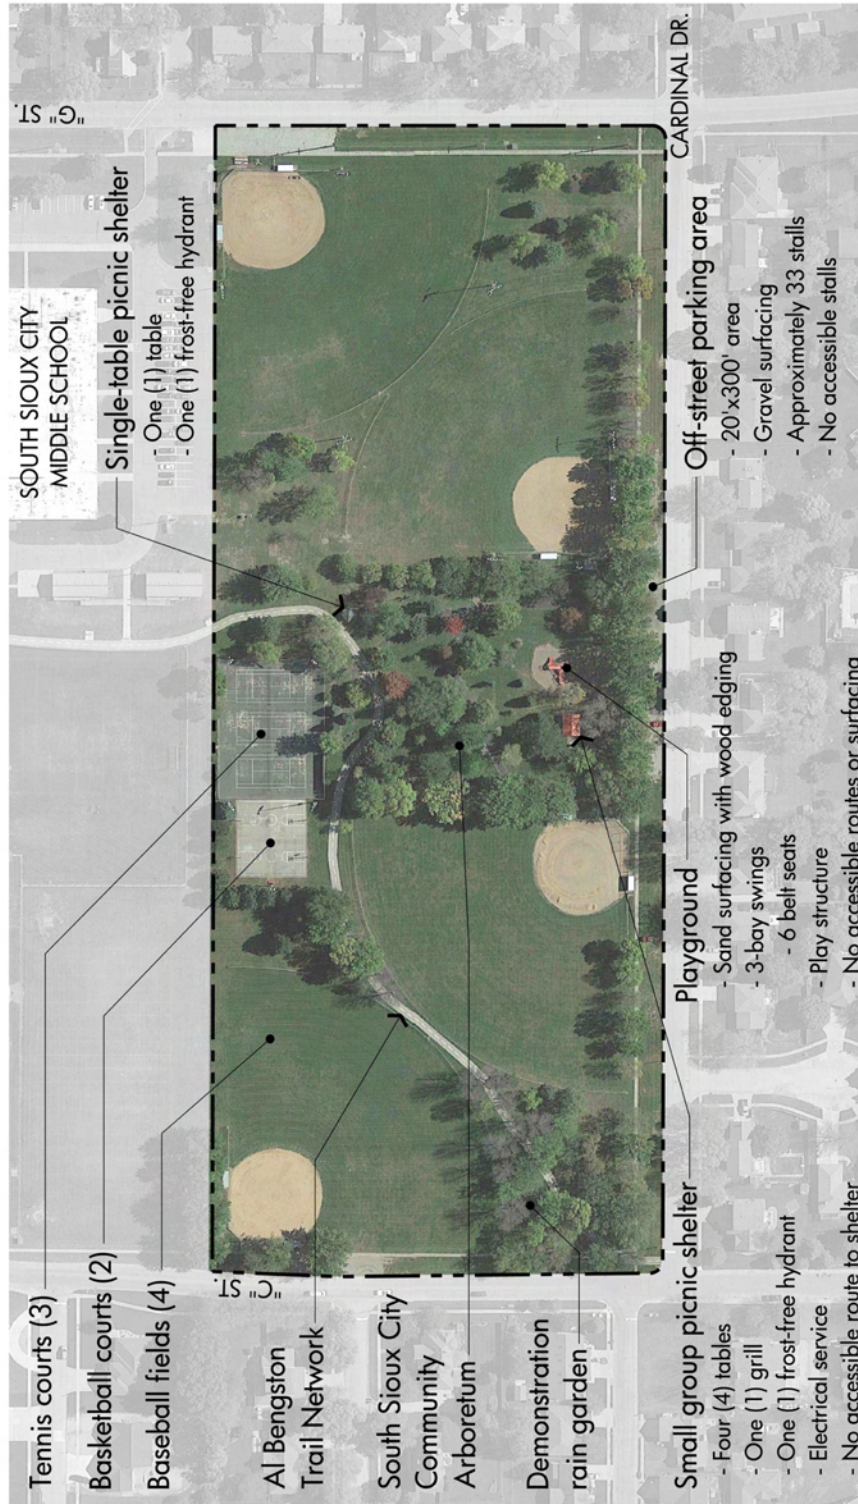 Tennis courts (3)
Basketball courts (2)
Baseball fields (4)
Al Bengston
Trail Network
South Sioux City
Community
Arboretum
Demonstration
rain garden
"C" ST.
SOUTH SIOUX CITY
MIDDLE SCHOOL
Single-table picnic shelter
- One (1) table
- One (1) frost-free hydrant
"G" ST.
Small group picnic shelter
- Four (4) tables
- One (1) grill
- One (1) frost-free hydrant
- Electrical service
- No accessible route to shelter
Playground
- Sand surfacing with wood edging
- 3-bay swings
- 6 belt seats
- Play structure
- No accessible routes or surfacing
Off-street parking area
- 20'x300' area
- Gravel surfacing
- Approximately 33 stalls
- No accessible stalls
CARDINAL DR.